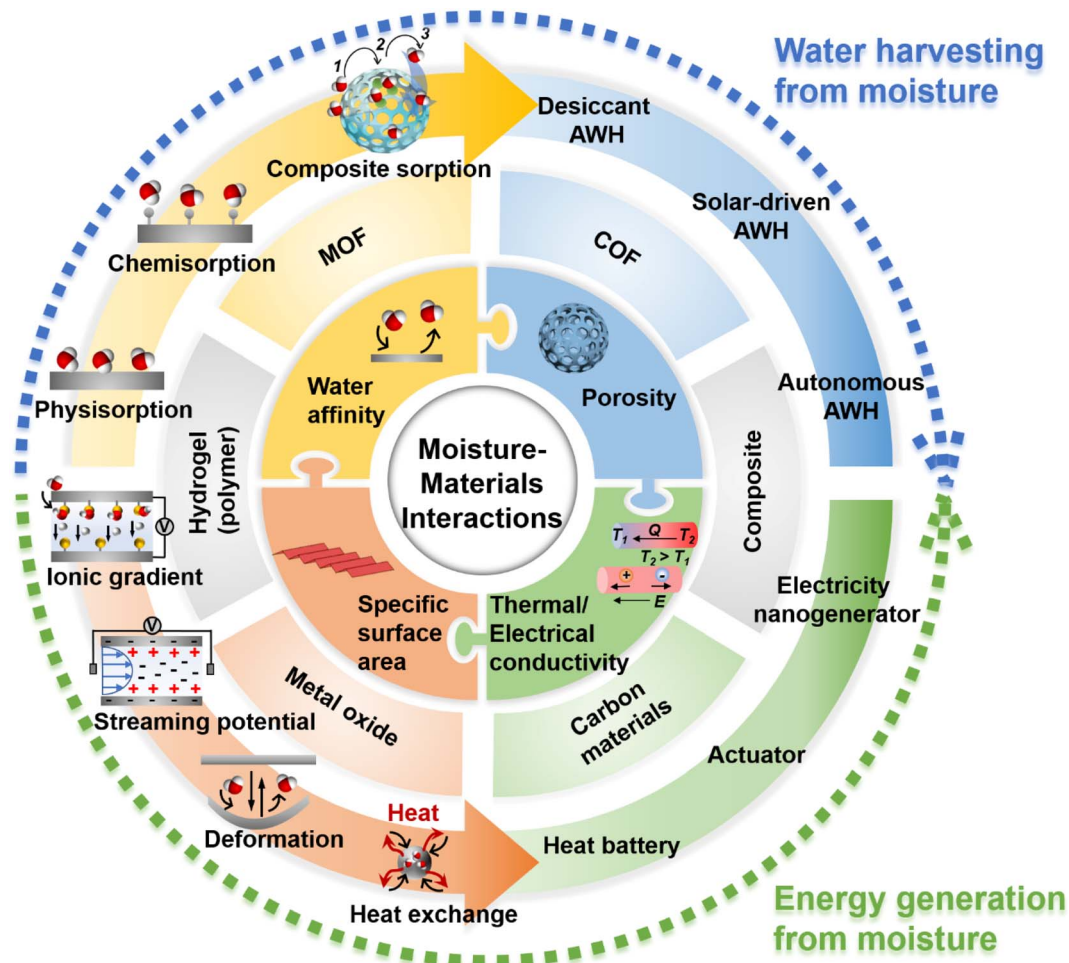 Water harvesting
from moisture
1
2
3
Composite sorption
Desiccant
AWH
Solar-driven
AWH
Autonomous
AWH
Chemisorption
Physisorption
MOF
COF
Hydrogel
(polymer)
Composite
Water
affinity
Porosity
Moisture-
Materials
Interactions
Specific
surface
area
Thermal/
Electrical
conductivity
T1 Q T2
T2 > T1
+ -
E
Metal oxide
Carbon
materials
V
Ionic gradient
V
- - - - - -
+ + + +
- - - -
- - -
+ + + +
- - - - - -
Streaming potential
Deformation
Heat
Heat exchange
Electricity
nanogenerator
Actuator
Heat battery
Energy generation
from moisture